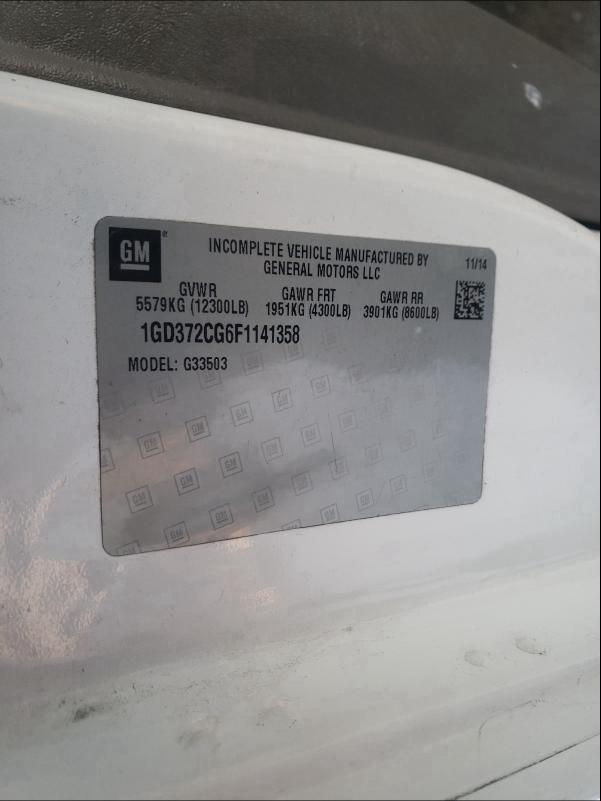 GM
INCOMPLETE VEHICLE MANUFACTURED BY
GENERAL MOTORS LLC
11/14
GVWR GAWR FRT GAWR RR
5579KG (12300LB) 1951KG (4300LB) 3901KG (8600LB)
1GD372CG6F1141358
MODEL: G33503